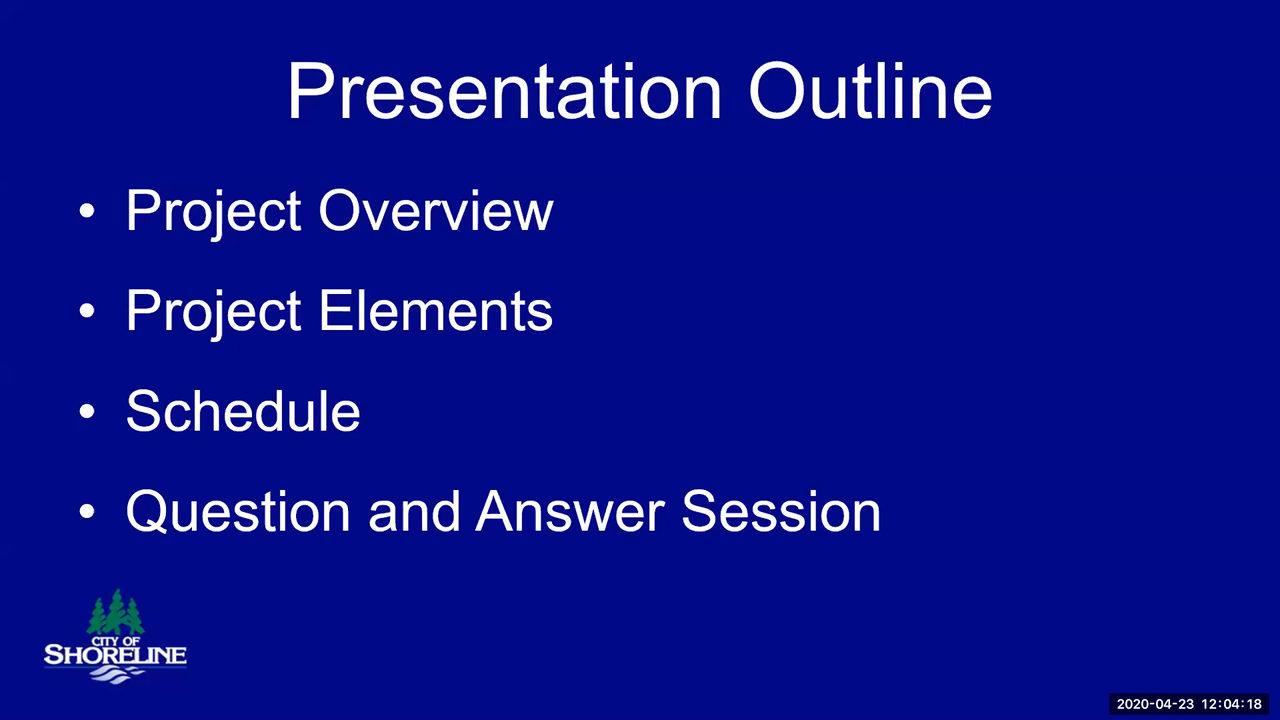 Presentation Outline
• Project Overview
• Project Elements
• Schedule
• Question and Answer Session
CITY OF
SHORELINE
2020-04-23 12:04:18